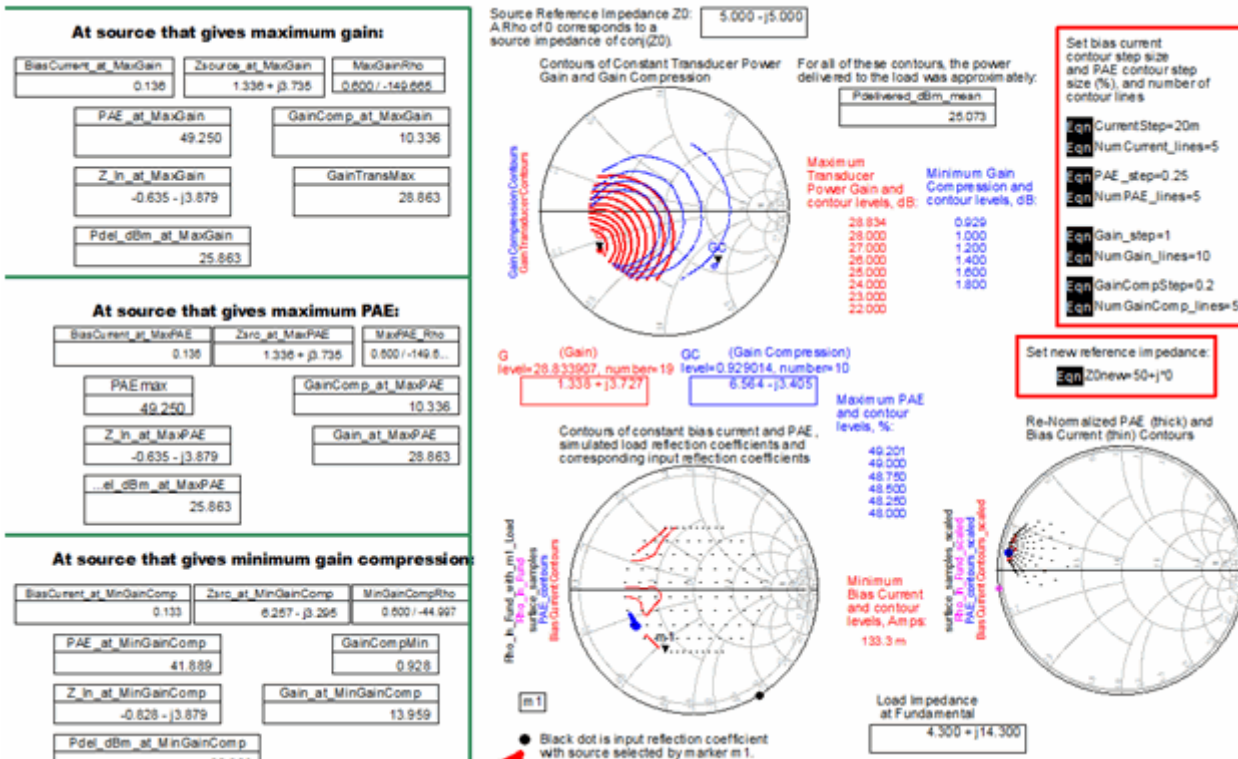 At source that gives maximum gain:
BiasCurrent_at_MaxGain
0.136
Zsource_at_MaxGain
1.336 + j3.735
MaxGainRho
0.600 / -149.665
PAE_at_MaxGain
49.250
GainComp_at_MaxGain
10.336
Z_In_at_MaxGain
-0.635 - j3.879
GainTransMax
28.863
Pdel_dBm_at_MaxGain
25.863
At source that gives maximum PAE:
BiasCurrent_at_MaxPAE
0.136
Zsrc_at_MaxPAE
1.336 + j3.735
MaxPAE_Rho
0.600 / -149.6...
PAEmax
49.250
GainComp_at_MaxPAE
10.336
Z_In_at_MaxPAE
-0.635 - j3.879
Gain_at_MaxPAE
28.863
...el_dBm_at_MaxPAE
25.863
At source that gives minimum gain compression:
BiasCurrent_at_MinGainComp
0.133
Zsrc_at_MinGainComp
6.257 - j3.295
MinGainCompRho
0.600 / -44.997
PAE_at_MinGainComp
41.889
GainCompMin
0.928
Z_In_at_MinGainComp
-0.828 - j3.879
Gain_at_MinGainComp
13.959
Pdel_dBm_at_MinGainComp
Source Reference Impedance Z0:
A Rho of 0 corresponds to a
source impedance of conj(Z0).
5.000 - j5.000
Contours of Constant Transducer Power
Gain and Gain Compression
For all of these contours, the power
delivered to the load was approximately:
Pdelivered_dBm_mean
25.073
Gain Compression Contours
Gain Transducer Contours
GC
Maximum
Transducer
Power Gain and
contour levels, dB:
28.834
28.000
27.000
26.000
25.000
24.000
23.000
22.000
Minimum Gain
Compression and
contour levels, dB:
0.929
1.000
1.200
1.400
1.600
1.800
G (Gain)
level=28.833907, number=19
1.338 + j3.727
GC (Gain Compression)
level=0.929014, number=10
6.564 - j3.405
Contours of constant bias current and PAE,
simulated load reflection coefficients and
corresponding input reflection coefficients
Rho_In_Fund_with_m1_Load
Rho_In_Fund
surface_samples
PAE_contours
Bias Current Contours
m1
m1
Black dot is input reflection coefficient
with source selected by marker m1.
Maximum PAE
and contour
levels, %:
49.201
49.000
48.750
48.500
48.250
48.000
Minimum
Bias Current
and contour
levels, Amps:
133.3 m
Load Impedance
at Fundamental
4.300 + j14.300
Set bias current
contour step size
and PAE contour step
size (%), and number of
contour lines
Eqn CurrentStep=20m
Eqn NumCurrent_lines=5
Eqn PAE_step=0.25
Eqn NumPAE_lines=5
Eqn Gain_step=1
Eqn NumGain_lines=10
Eqn GainCompStep=0.2
Eqn NumGainComp_lines=5
Set new reference impedance:
Eqn Z0new=50+j*0
Re-Normalized PAE (thick) and
Bias Current (thin) Contours
surface_samples_scaled
Rho_In_Fund_scaled
PAE_contours_scaled
Bias Current Contours_scaled